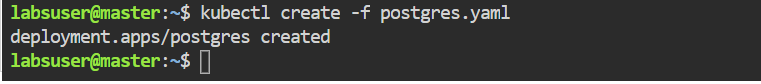 labsuser@master:~$ kubectl create -f postgres.yaml
deployment.apps/postgres created
labsuser@master:~$